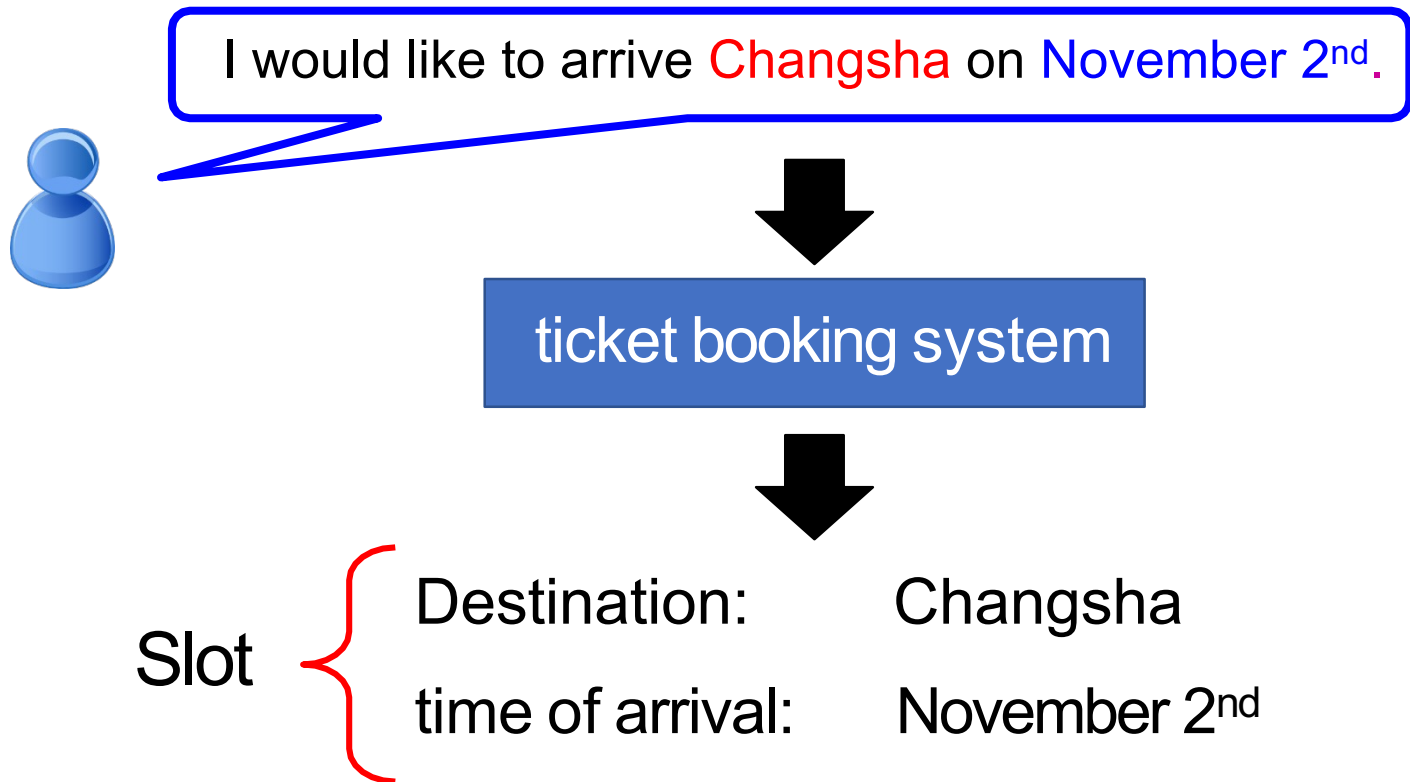 I would like to arrive Changsha on November 2nd.
ticket booking system
Slot
Destination: Changsha
time of arrival: November 2nd